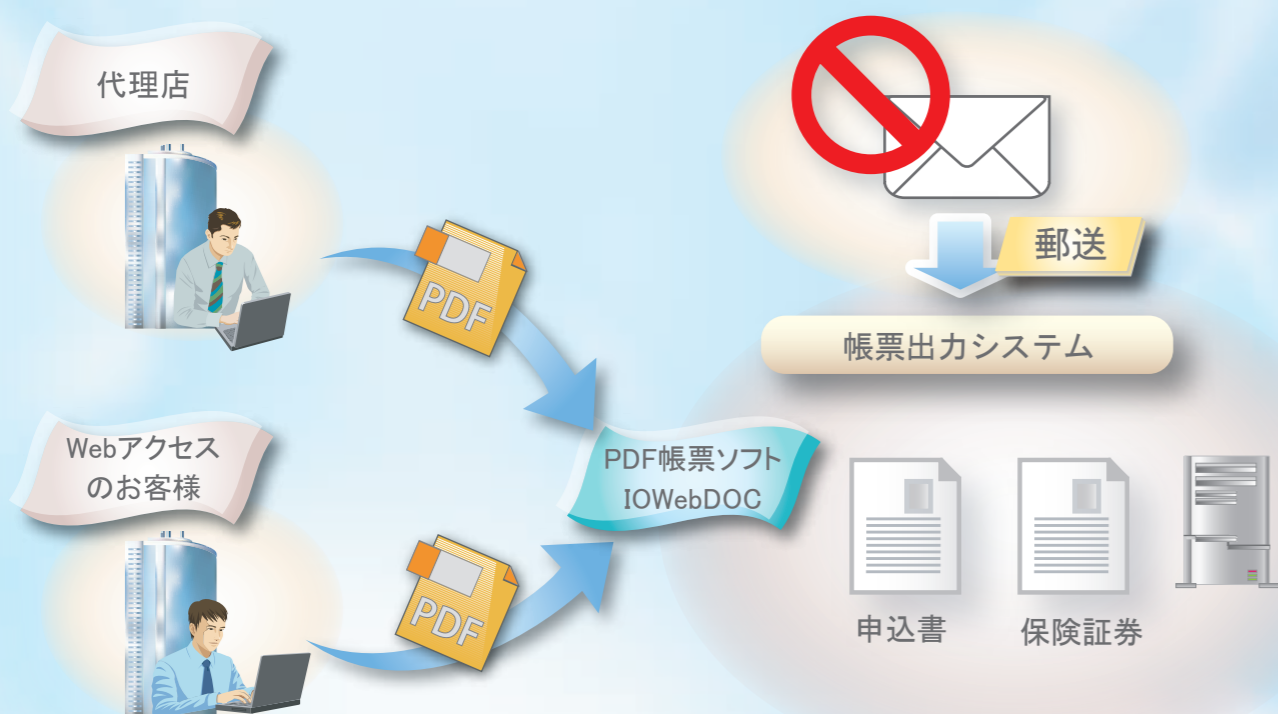 代理店
PDF
Webアクセス
のお客様
PDF
PDF帳票ソフト
IOWebDOC
郵送
帳票出力システム
申込書
保険証券